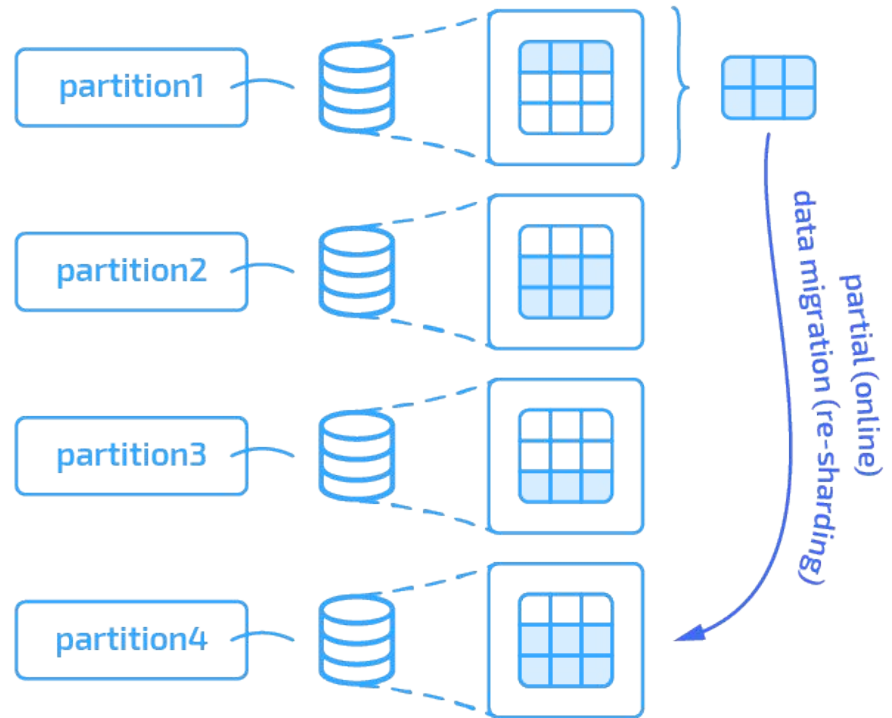 partition1
partition2
partition3
partition4
partial (online)
data migration (re-sharding)